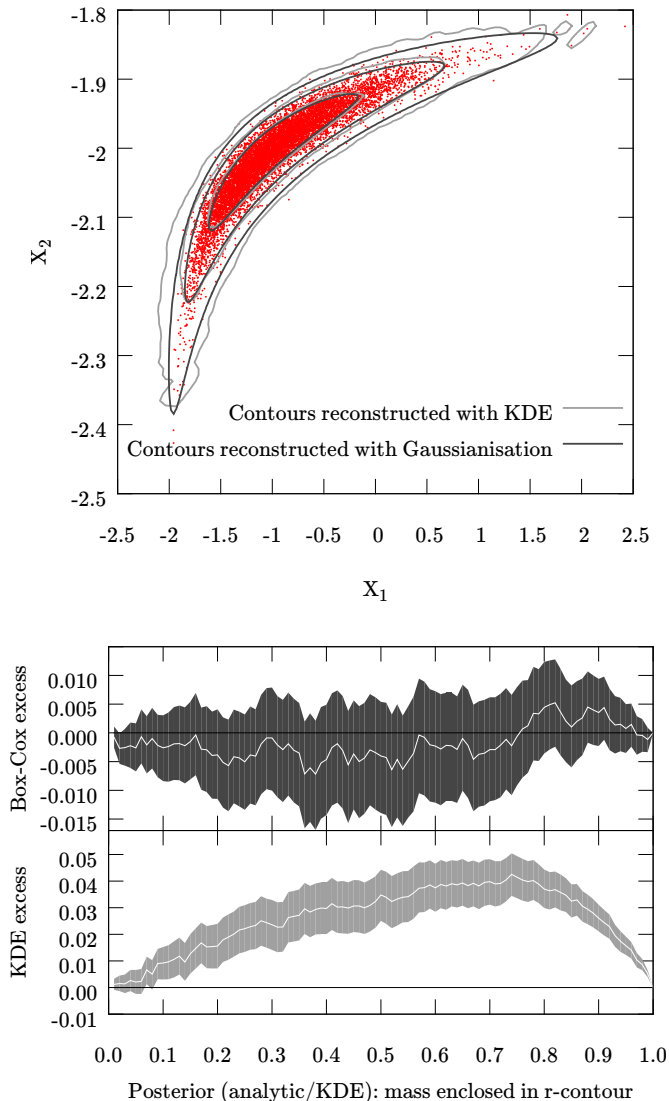 -1.8
-1.9
-2
-2.1
-2.2
-2.3
-2.4
-2.5
X2
Contours reconstructed with KDE
Contours reconstructed with Gaussianisation
-2.5 -2 -1.5 -1 -0.5 0 0.5 1 1.5 2 2.5
X1
Box-Cox excess
0.010
0.005
0.000
-0.005
-0.010
-0.015
KDE excess
0.05
0.04
0.03
0.02
0.01
0.00
-0.01
0.0 0.1 0.2 0.3 0.4 0.5 0.6 0.7 0.8 0.9 1.0
Posterior (analytic/KDE): mass enclosed in r-contour